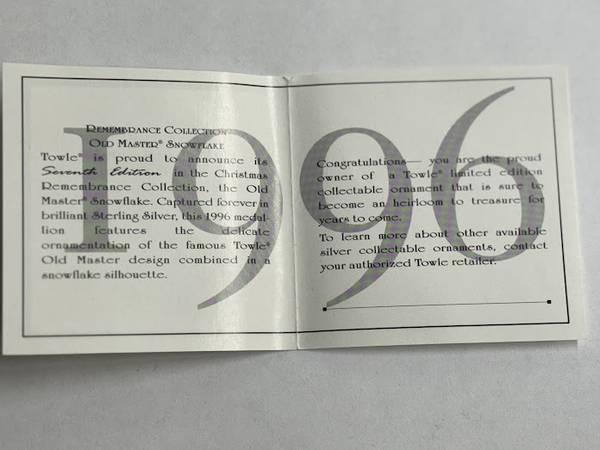 1996
Remembrance Collection
Old Master® Snowflake
Towle® is proud to announce its
Seventh Edition in the Christmas
Remembrance Collection, the Old
Master® Snowflake. Captured forever in
brilliant Sterling Silver, this 1996 medal-
lion features the delicate
ornamentation of the famous Towle®
Old Master design combined in a
snowflake silhouette.
Congratulations— you are the proud
owner of a Towle® limited edition
collectable ornament that is sure to
become an heirloom to treasure for
years to come.
To learn more about other available
silver collectable ornaments, contact
your authorized Towle retailer.